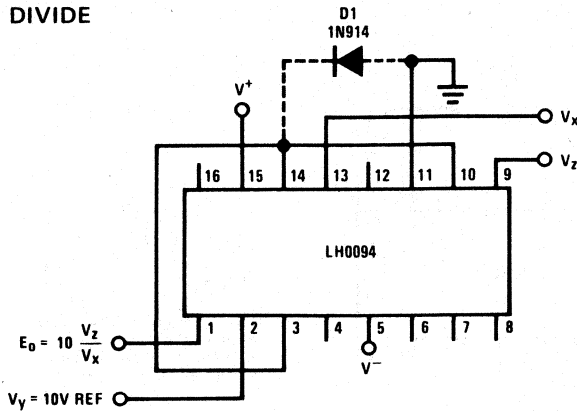 DIVIDE
D1
1N914
V+
Vx
Vz
16 15 14 13 12 11 10 9
LH0094
1 2 3 4 5 6 7 8
Eo = 10 Vz/Vx
V−
Vy = 10V REF